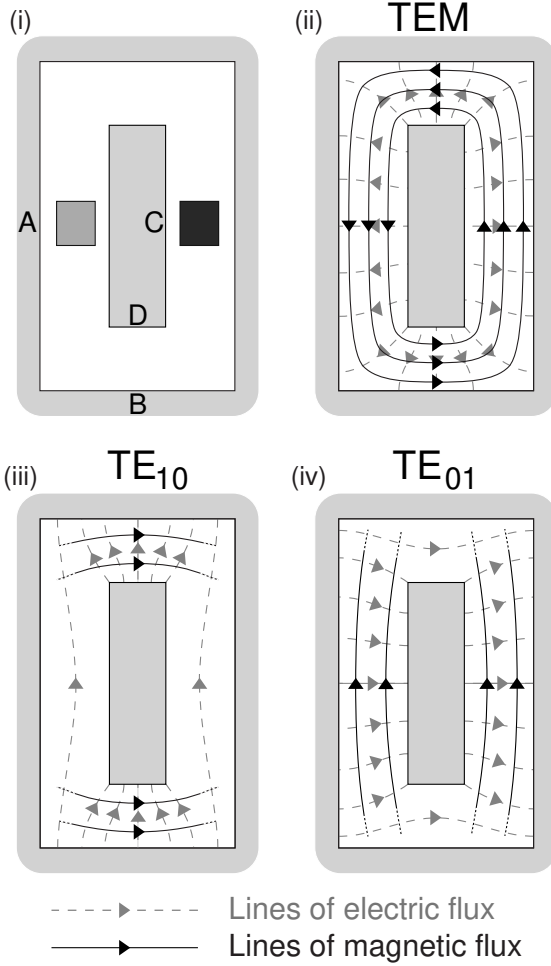 (i)
A
C
D
B
(ii)
TEM
(iii)
TE10
(iv)
TE01
Lines of electric flux
Lines of magnetic flux